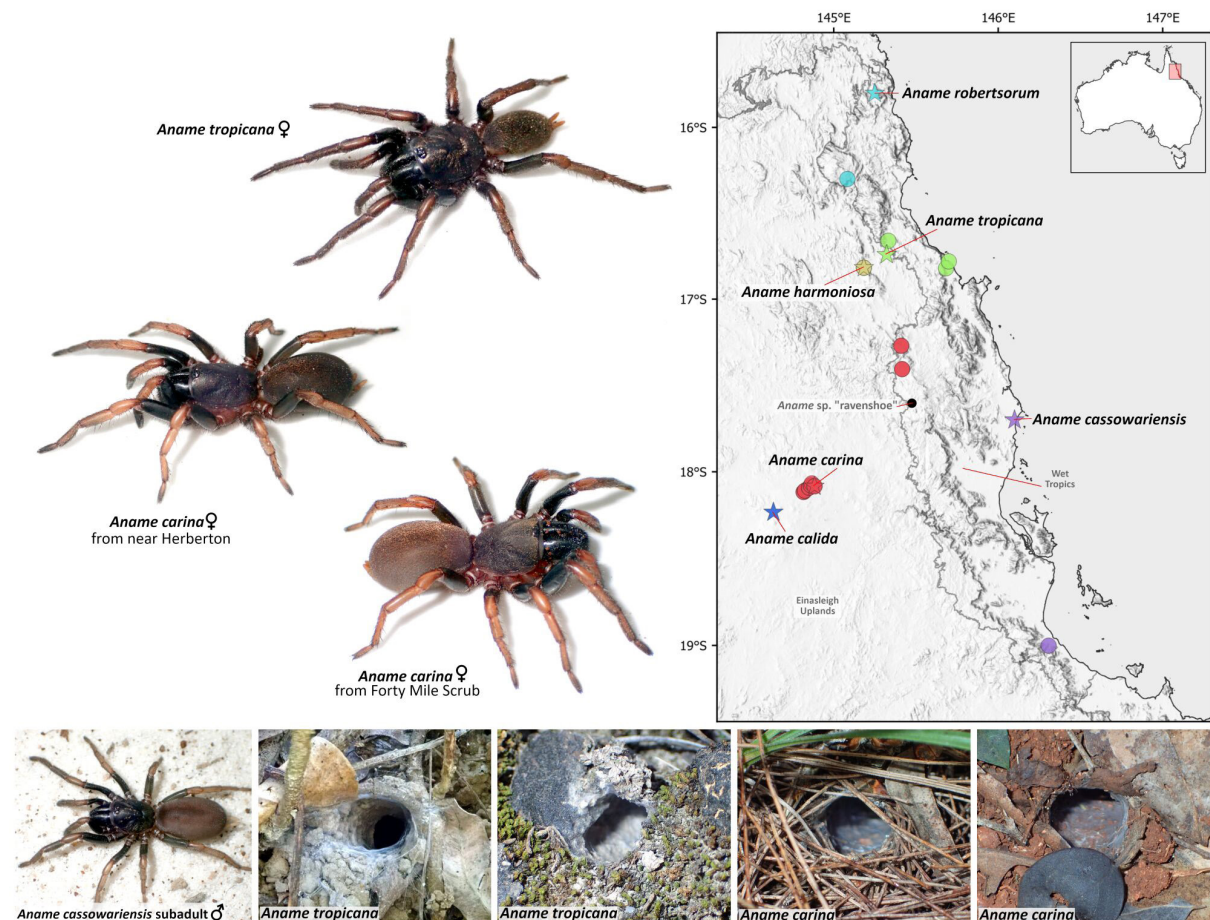 Aname tropicana ♀
Aname carina ♀
from near Herberton
Aname carina ♀
from Forty Mile Scrub
145°E
146°E
147°E
16°S
17°S
18°S
19°S
Aname robertsorum
Aname tropicana
Aname harmoniosa
Aname sp. "ravenshoe"
Aname cassowariensis
Aname carina
Wet
Tropics
Aname calida
Einasleigh
Uplands
Aname cassowariensis subadult ♂
Aname tropicana
Aname tropicana
Aname carina
Aname carina